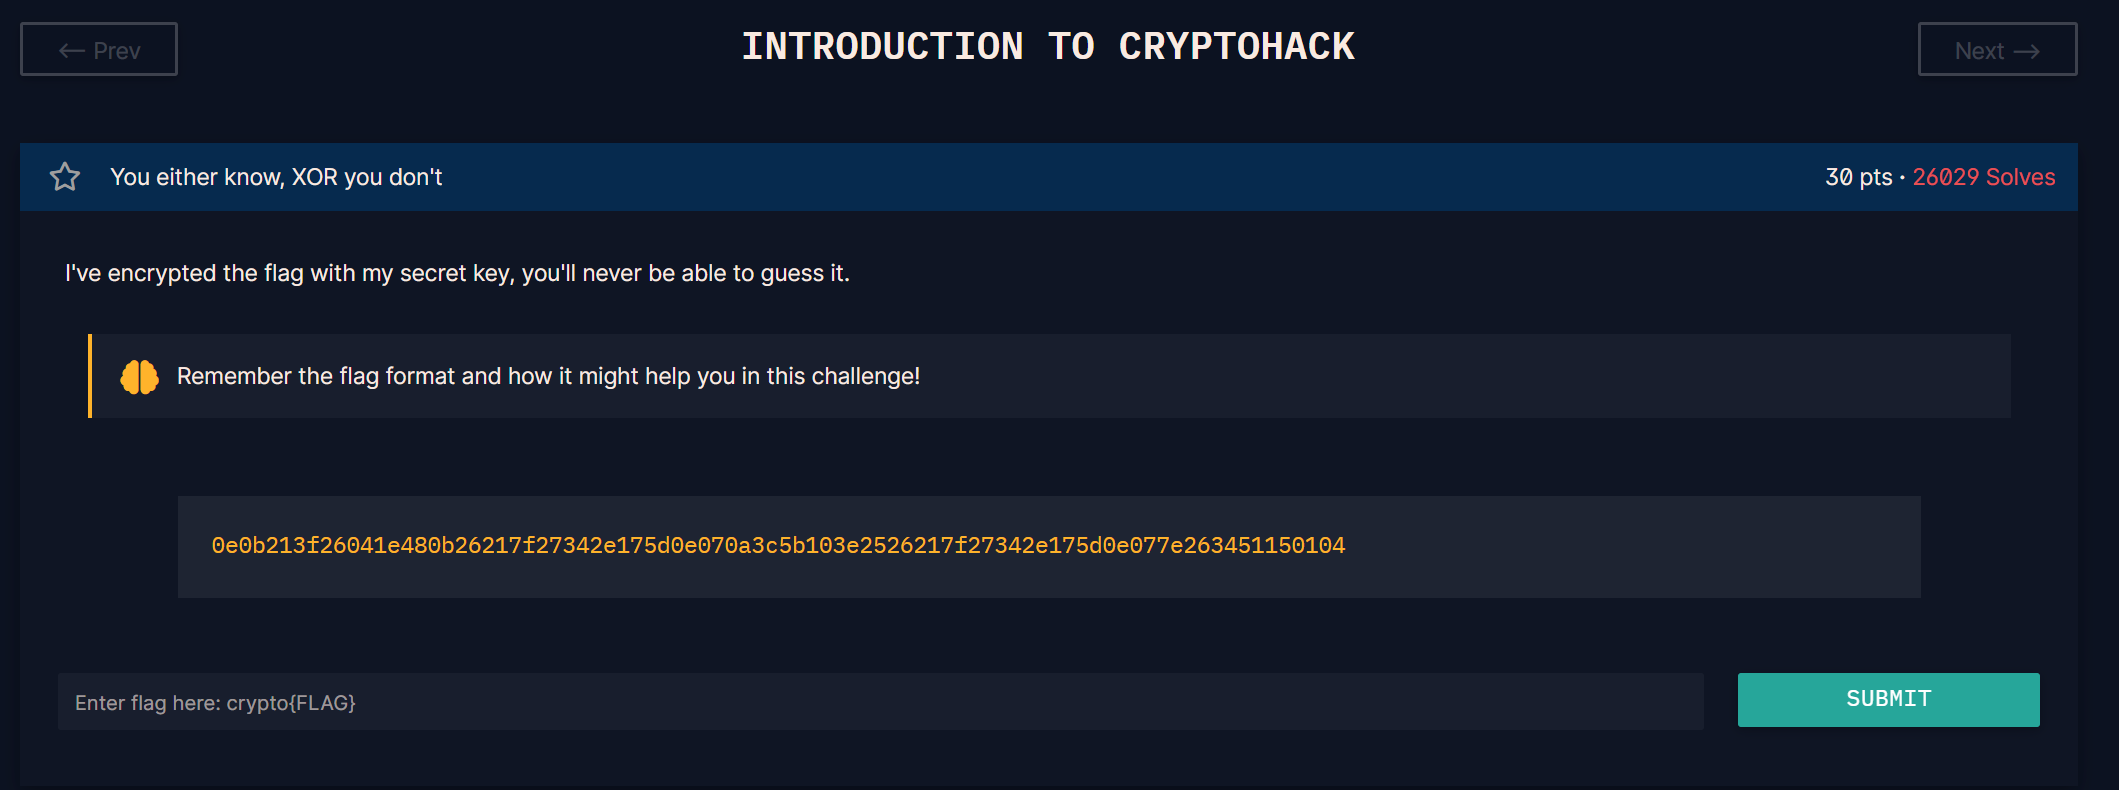 ← Prev
INTRODUCTION TO CRYPTOHACK
Next →
You either know, XOR you don't
30 pts · 26029 Solves
I've encrypted the flag with my secret key, you'll never be able to guess it.
Remember the flag format and how it might help you in this challenge!
0e0b213f26041e480b26217f27342e175d0e070a3c5b103e2526217f27342e175d0e077e263451150104
Enter flag here: crypto{FLAG}
SUBMIT